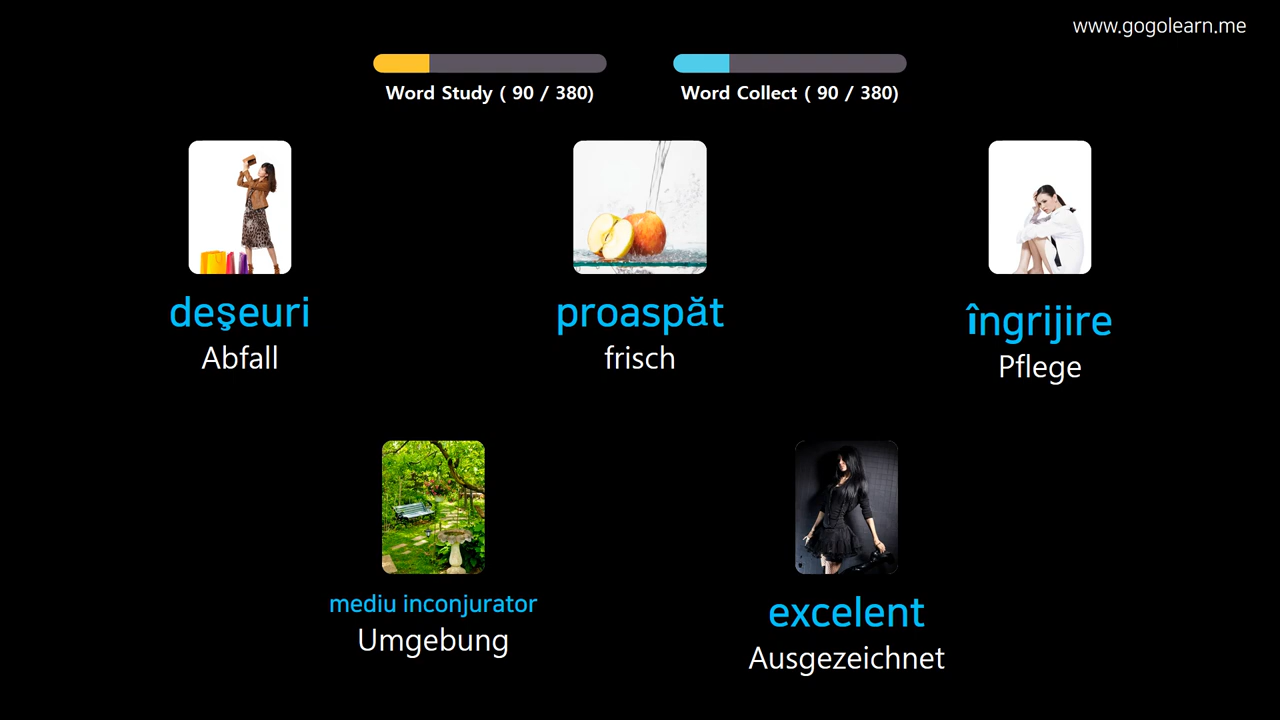 www.gogolearn.me
Word Study ( 90 / 380)
Word Collect ( 90 / 380)
deşeuri
Abfall
proaspăt
frisch
îngrijire
Pflege
mediu inconjurator
Umgebung
excelent
Ausgezeichnet